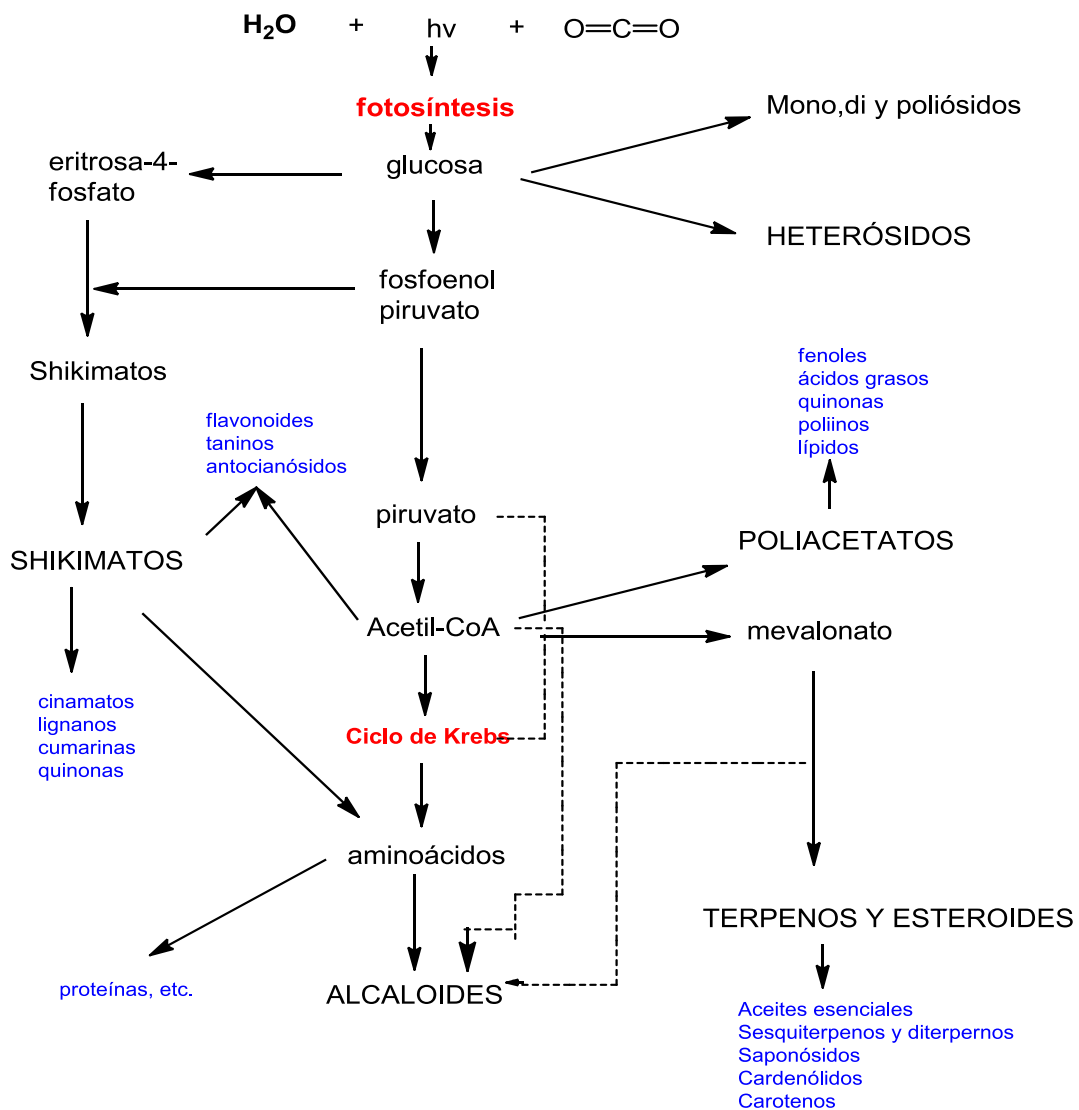 H₂O + hv + O=C=O
fotosíntesis
Mono,di y poliósidos
eritrosa-4-
fosfato
glucosa
HETERÓSIDOS
fosfoenol
piruvato
Shikimatos
fenoles
ácidos grasos
quinonas
poliinos
lípidos
flavonoides
taninos
antocianósidos
piruvato
SHIKIMATOS
POLIACETATOS
Acetil-CoA
mevalonato
cinamatos
lignanos
cumarinas
quinonas
Ciclo de Krebs
aminoácidos
TERPENOS Y ESTEROIDES
proteínas, etc.
ALCALOIDES
Aceites esenciales
Sesquiterpenos y diterpernos
Saponósidos
Cardenólidos
Carotenos